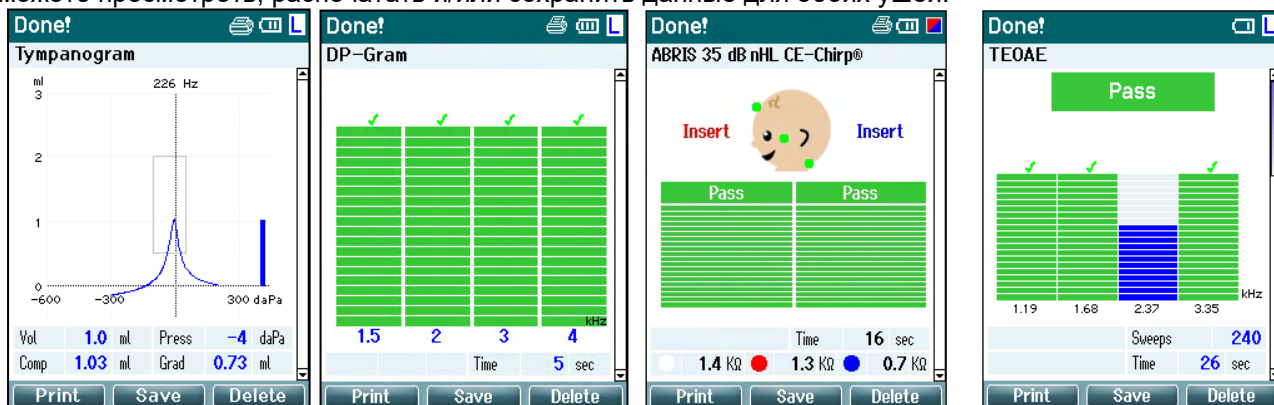 можете просмотреть, распечатать и/или сохранить данные для обеих ушей.
Done!
L
Tympanogram
ml
226 Hz
3
2
1
0
-600 -300 300 daPa
Vol 1.0 ml Press -4 daPa
Comp 1.03 ml Grad 0.73 ml
Print Save Delete
Done!
L
DP-Gram
kHz
1.5 2 3 4
Time 5 sec
Print Save Delete
Done!
ABRIS 35 dB nHL CE-Chirp®
Insert Insert
Pass Pass
Time 16 sec
1.4 KΩ 1.3 KΩ 0.7 KΩ
Print Save Delete
Done!
L
TEOAE
Pass
kHz
1.19 1.68 2.37 3.35
Sweeps 240
Time 26 sec
Print Save Delete